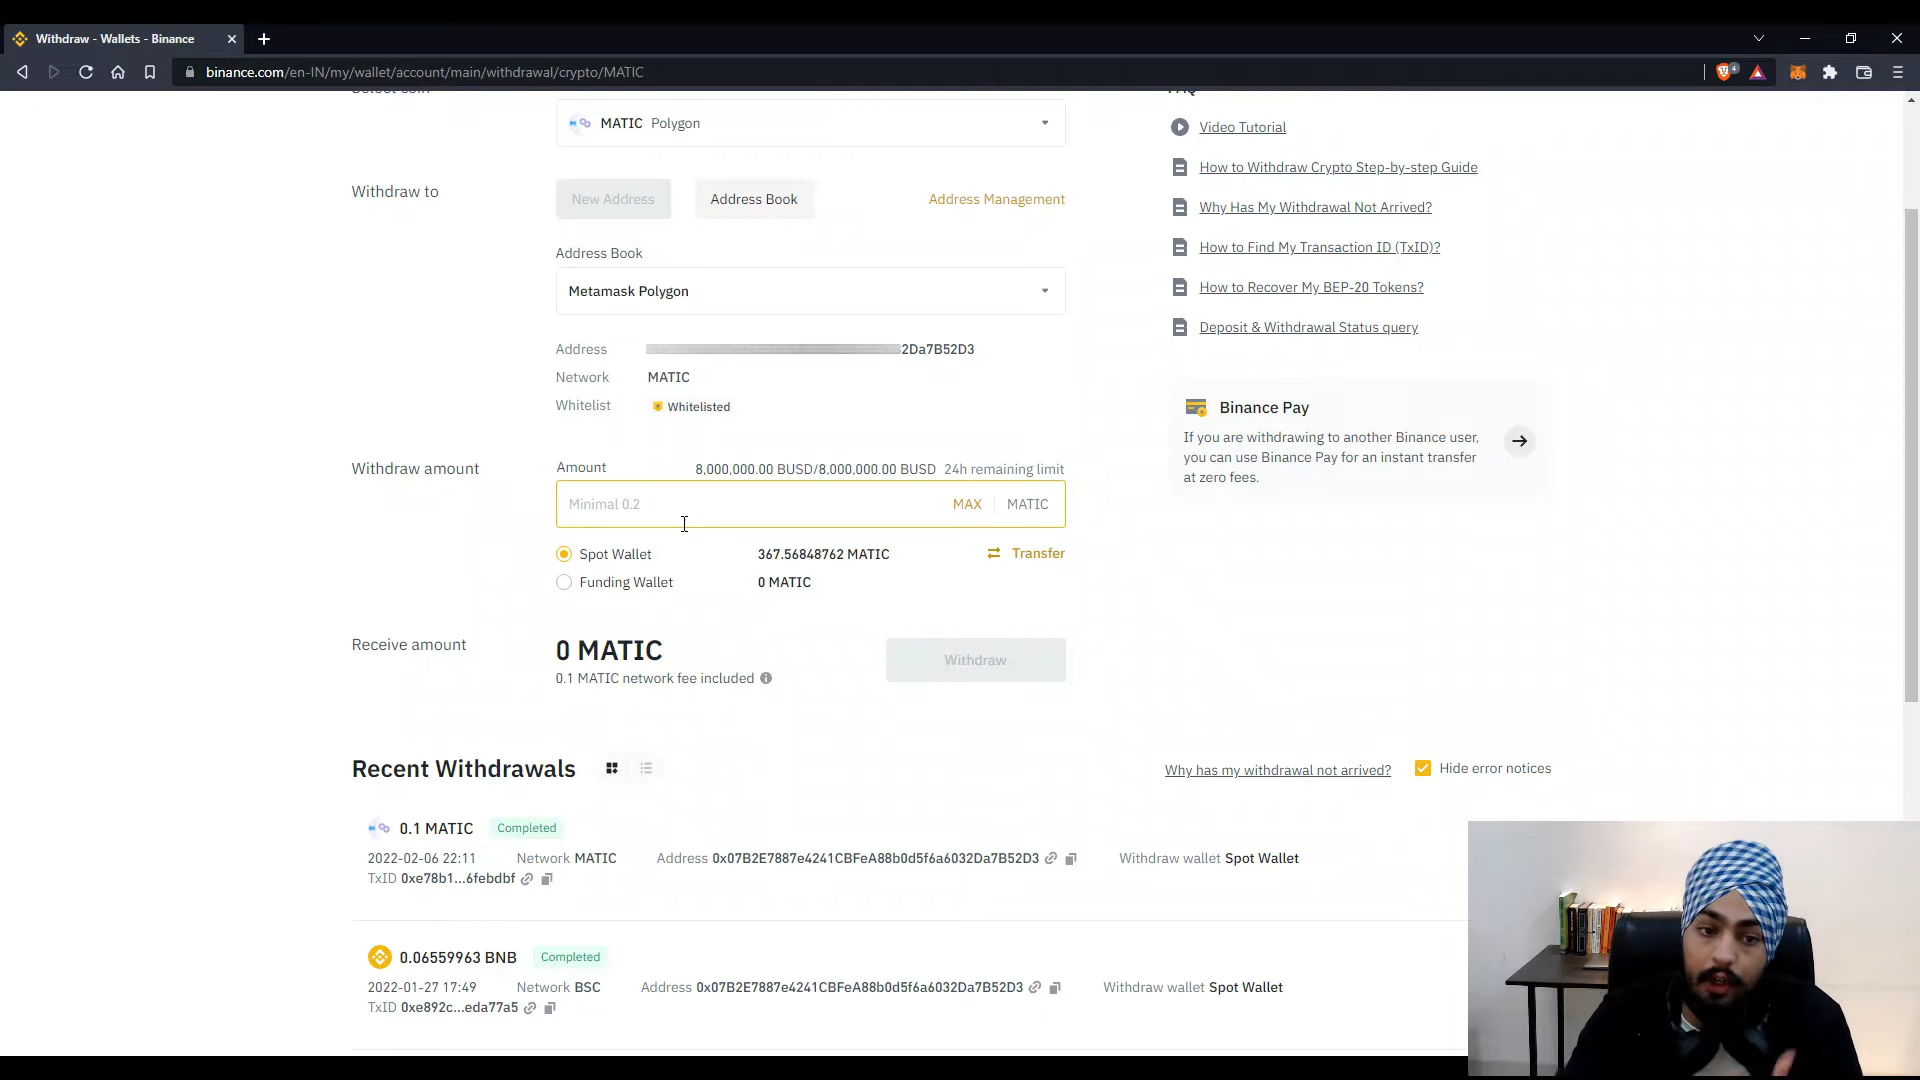 Withdraw - Wallets - Binance
binance.com/en-IN/my/wallet/account/main/withdrawal/crypto/MATIC
4
Select coin
FAQ
MATIC Polygon
Video Tutorial
How to Withdraw Crypto Step-by-step Guide
Withdraw to
New Address
Address Book
Address Management
Why Has My Withdrawal Not Arrived?
How to Find My Transaction ID (TxID)?
Address Book
Metamask Polygon
How to Recover My BEP-20 Tokens?
Deposit & Withdrawal Status query
Address 2Da7B52D3
Network MATIC
Whitelist Whitelisted
Binance Pay
If you are withdrawing to another Binance user,
you can use Binance Pay for an instant transfer
at zero fees.
Withdraw amount
Amount 8,000,000.00 BUSD/8,000,000.00 BUSD 24h remaining limit
Minimal 0.2 MAX MATIC
Spot Wallet 367.56848762 MATIC Transfer
Funding Wallet 0 MATIC
Receive amount
0 MATIC
Withdraw
0.1 MATIC network fee included
Recent Withdrawals
Why has my withdrawal not arrived?
Hide error notices
0.1 MATIC Completed
2022-02-06 22:11 Network MATIC Address 0x07B2E7887e4241CBFeA88b0d5f6a6032Da7B52D3 Withdraw wallet Spot Wallet
TxID 0xe78b1...6febdbf
0.06559963 BNB Completed
2022-01-27 17:49 Network BSC Address 0x07B2E7887e4241CBFeA88b0d5f6a6032Da7B52D3 Withdraw wallet Spot Wallet
TxID 0xe892c...eda77a5